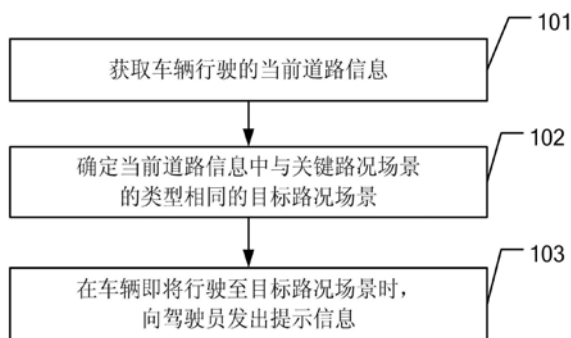 101
获取车辆行驶的当前道路信息
102
确定当前道路信息中与关键路况场景
的类型相同的目标路况场景
103
在车辆即将行驶至目标路况场景时，
向驾驶员发出提示信息